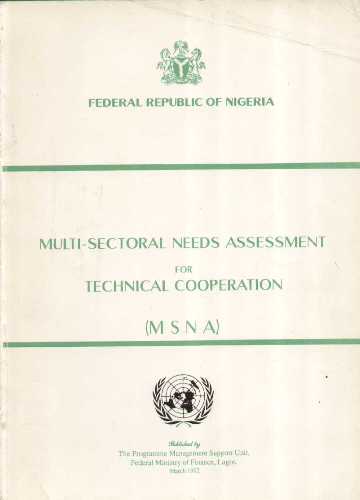 FEDERAL REPUBLIC OF NIGERIA
MULTI-SECTORAL NEEDS ASSESSMENT
FOR
TECHNICAL COOPERATION
(M S N A)
Published by
The Programme Management Support Unit,
Federal Ministry of Finance, Lagos.
March 1992